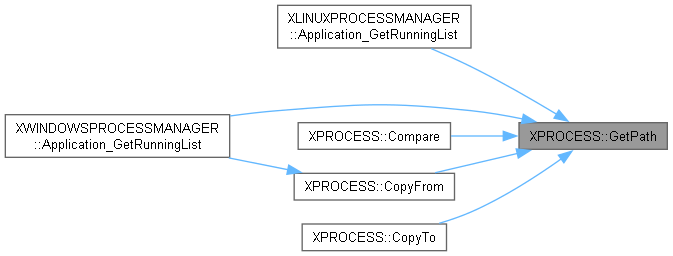 XLINUXPROCESSMANAGER
::Application_GetRunningList
XWINDOWSPROCESSMANAGER
::Application_GetRunningList
XPROCESS::Compare
XPROCESS::GetPath
XPROCESS::CopyFrom
XPROCESS::CopyTo